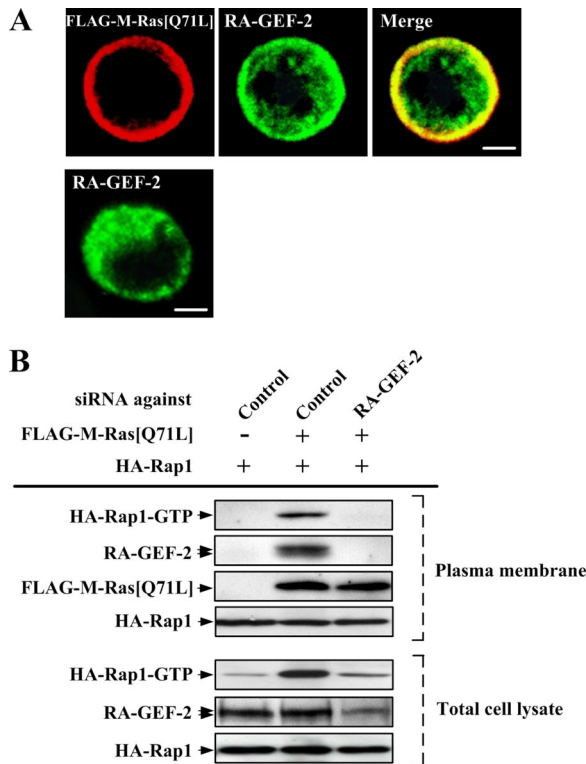 A
FLAG-M-Ras[Q71L] RA-GEF-2 Merge
RA-GEF-2
B
siRNA against Control Control RA-GEF-2
FLAG-M-Ras[Q71L] - + +
HA-Rap1 + + +
HA-Rap1-GTP
RA-GEF-2
FLAG-M-Ras[Q71L]
HA-Rap1
Plasma membrane
HA-Rap1-GTP
RA-GEF-2
HA-Rap1
Total cell lysate